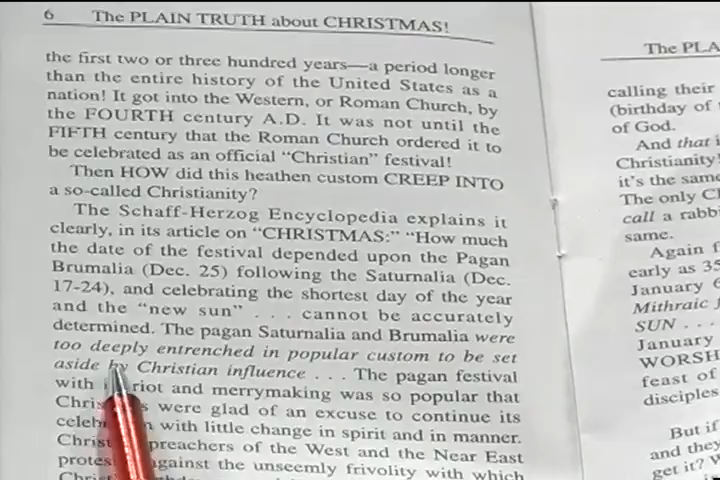 6 The PLAIN TRUTH about CHRISTMAS!
the first two or three hundred years—a period longer
than the entire history of the United States as a
nation! It got into the Western, or Roman Church, by
the FOURTH century A.D. It was not until the
FIFTH century that the Roman Church ordered it to
be celebrated as an official “Christian” festival!
Then HOW did this heathen custom CREEP INTO
a so-called Christianity?
The Schaff-Herzog Encyclopedia explains it
clearly, in its article on “CHRISTMAS:” “How much
the date of the festival depended upon the Pagan
Brumalia (Dec. 25) following the Saturnalia (Dec.
17-24), and celebrating the shortest day of the year
and the “new sun” . . . cannot be accurately
determined. The pagan Saturnalia and Brumalia were
too deeply entrenched in popular custom to be set
aside by Christian influence . . . The pagan festival
with riot and merrymaking was so popular that
were glad of an excuse to continue its
with little change in spirit and in manner.
preachers of the West and the Near East
against the unseemly frivolity with which
The PLA
calling their
(birthday of
of God.
And that i
Christianity!
it's the same
The only C
call a rabb
same.
Again f
early as 35
January 6
Mithraic f
SUN . . .
January
WORSH
feast of
disciples
But if
and they
get it? W